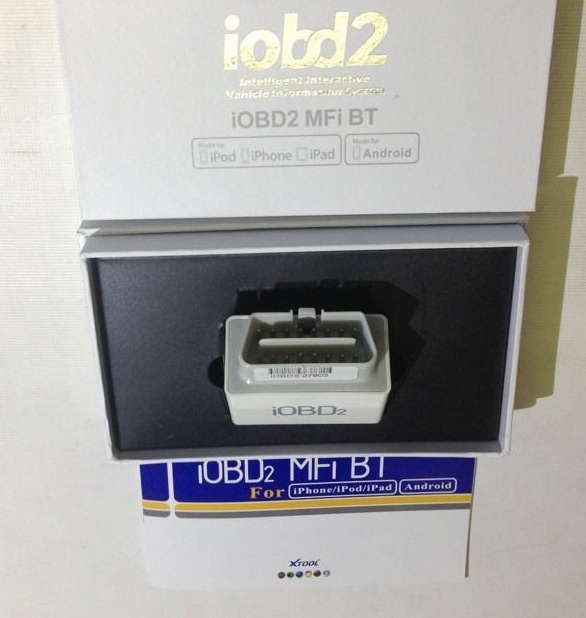 iobd2
Intelligent Interactive
Vehicle Information System
iOBD2 MFi BT
Made for
iPod iPhone iPad
Made for
Android
iOBD2
iOBD2 MFi BT
For iPhone/iPod/iPad Android
XTOOL